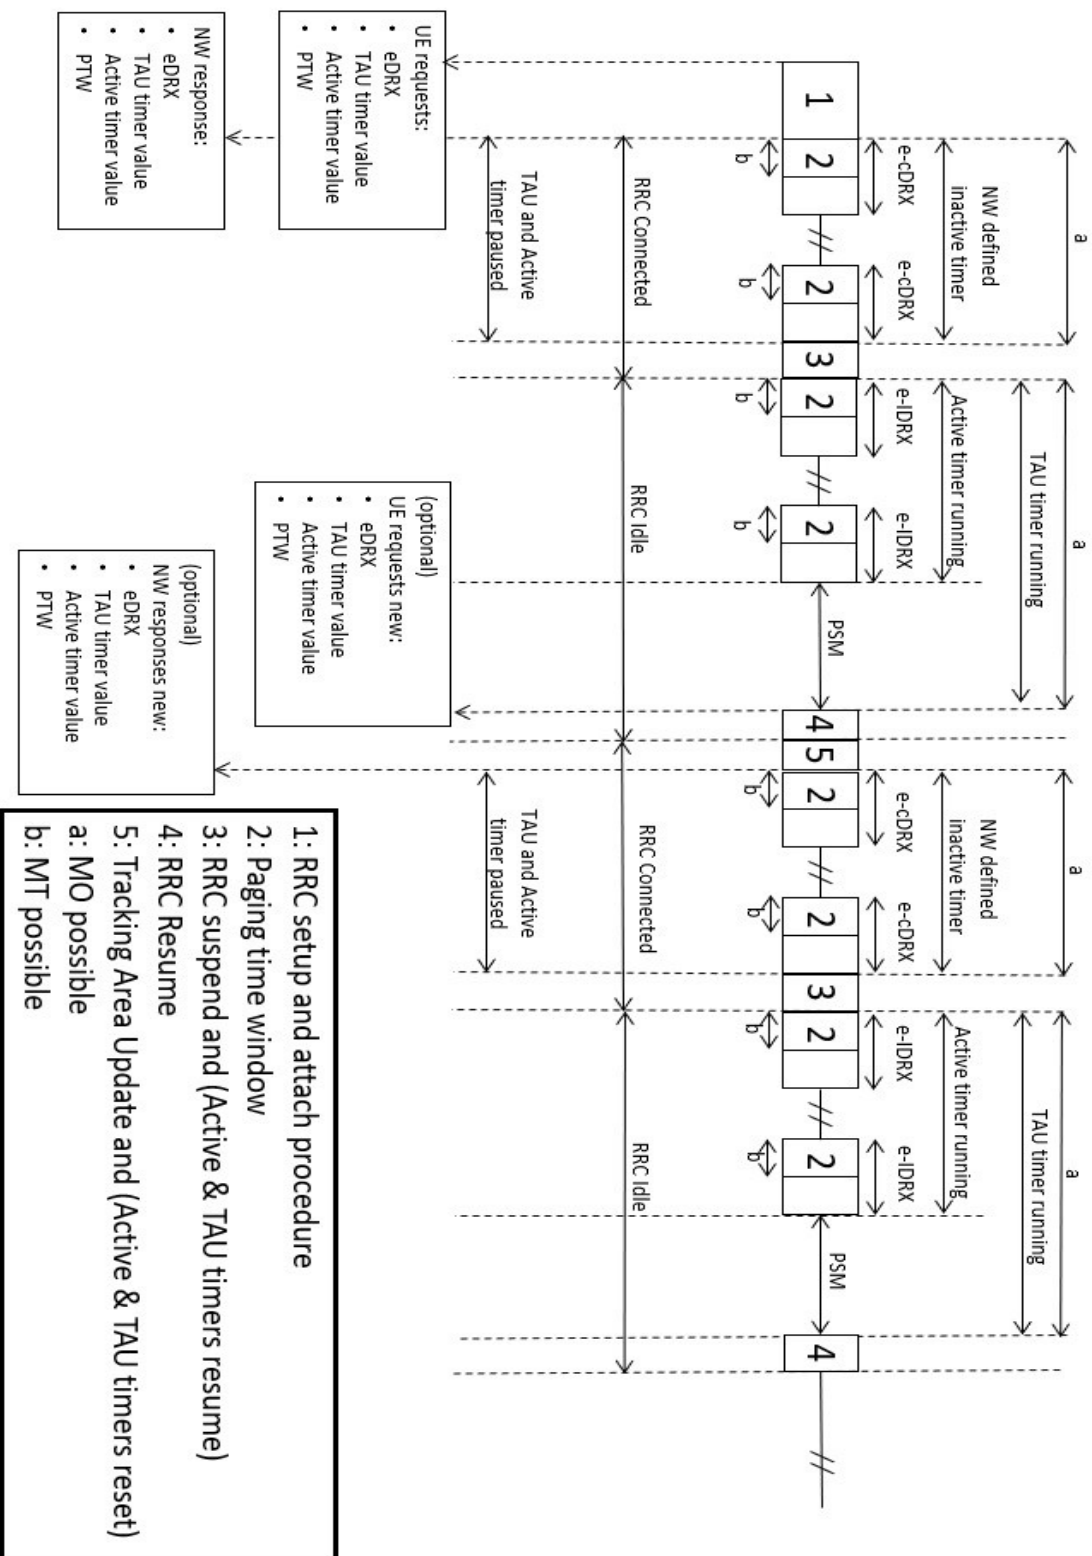 a
a
a
a
TAU timer running
TAU timer running
NW defined
inactive timer
Active timer running
NW defined
inactive timer
Active timer running
e-cDRX
e-cDRX
e-IDRX
e-IDRX
e-cDRX
e-cDRX
e-IDRX
e-IDRX
PSM
PSM
1
2
2
3
2
2
4
5
2
2
3
2
2
4
b
b
b
b
b
b
b
b
RRC Connected
RRC Idle
RRC Connected
RRC Idle
TAU and Active
timer paused
TAU and Active
timer paused
UE requests:
• eDRX
• TAU timer value
• Active timer value
• PTW
(optional)
UE requests new:
• eDRX
• TAU timer value
• Active timer value
• PTW
NW response:
• eDRX
• TAU timer value
• Active timer value
• PTW
(optional)
NW responses new:
• eDRX
• TAU timer value
• Active timer value
• PTW
1: RRC setup and attach procedure
2: Paging time window
3: RRC suspend and (Active & TAU timers resume)
4: RRC Resume
5: Tracking Area Update and (Active & TAU timers reset)
a: MO possible
b: MT possible